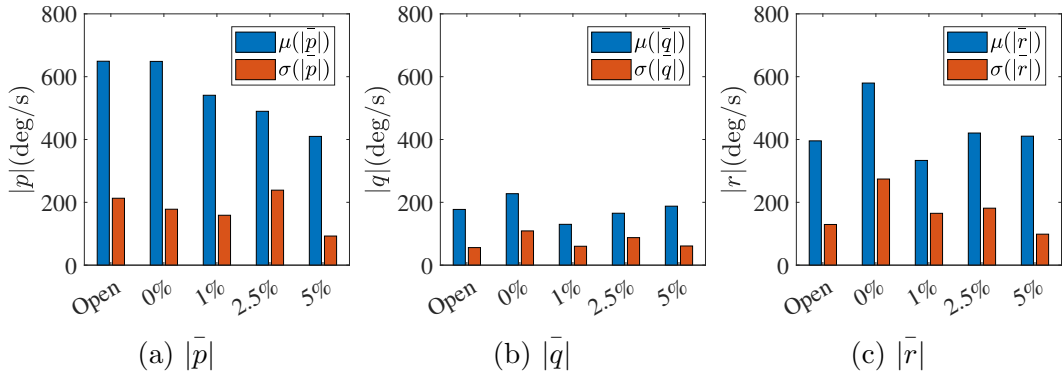 800
600
400
200
0
|p|(deg/s)
μ(|p̄|)
σ(|p̄|)
Open 0% 1% 2.5% 5%
(a) |p̄|
800
600
400
200
0
|q|(deg/s)
μ(|q̄|)
σ(|q̄|)
Open 0% 1% 2.5% 5%
(b) |q̄|
800
600
400
200
0
|r|(deg/s)
μ(|r̄|)
σ(|r̄|)
Open 0% 1% 2.5% 5%
(c) |r̄|